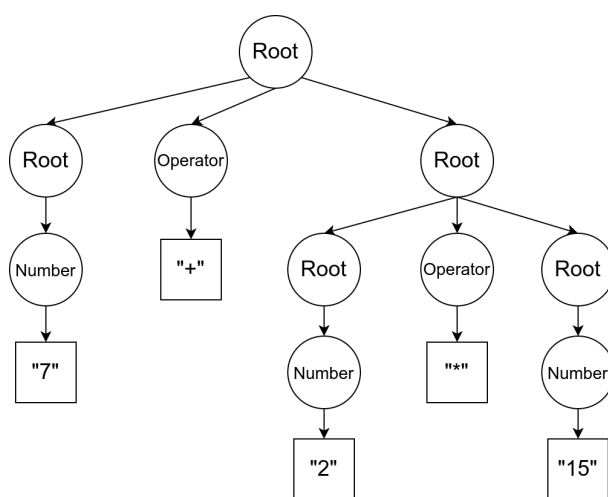 Root
Root
Operator
Root
Number
"+"
Root
Operator
Root
"7"
Number
"*"
Number
"2"
"15"